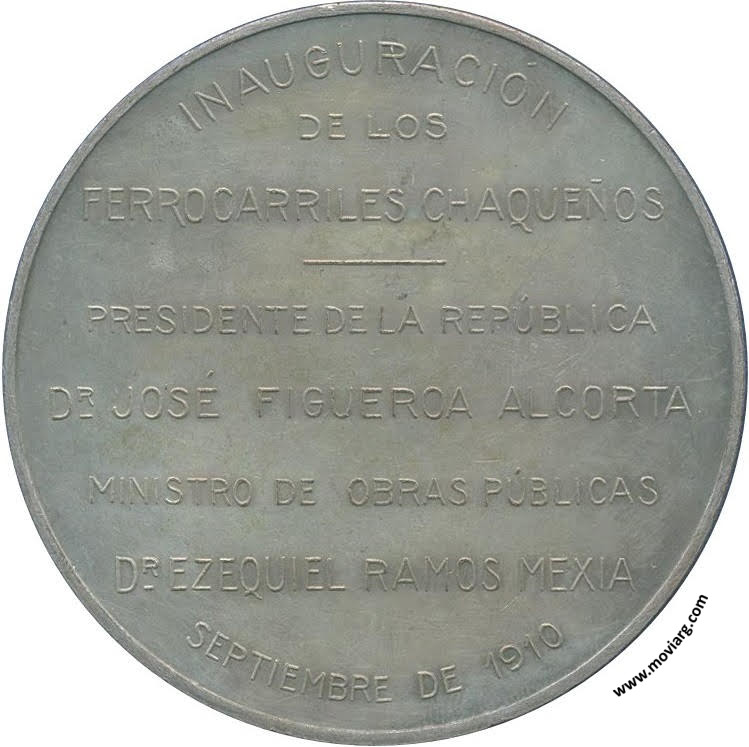 INAUGURACIÓN
DE LOS
FERROCARRILES CHAQUEÑOS
PRESIDENTE DE LA REPÚBLICA
DR JOSÉ FIGUEROA ALCORTA
MINISTRO DE OBRAS PÚBLICAS
DR EZEQUIEL RAMOS MEXIA
SEPTIEMBRE DE 1910
www.moviarg.com